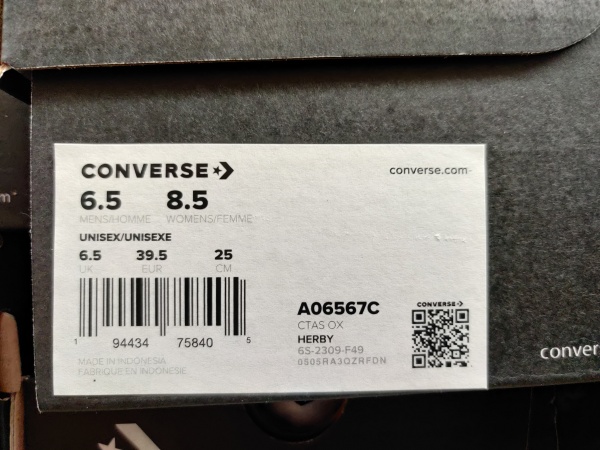 CONVERSE
converse.com
6.5 8.5
MENS/HOMME WOMENS/FEMME
UNISEX/UNISEXE
6.5 39.5 25
UK EUR CM
1 94434 75840 5
MADE IN INDONESIA
FABRIQUÉ EN INDONESIE
A06567C
CTAS OX
HERBY
6S-2309-F49
0S05RA3QZRFDN
CONVERSE
conver